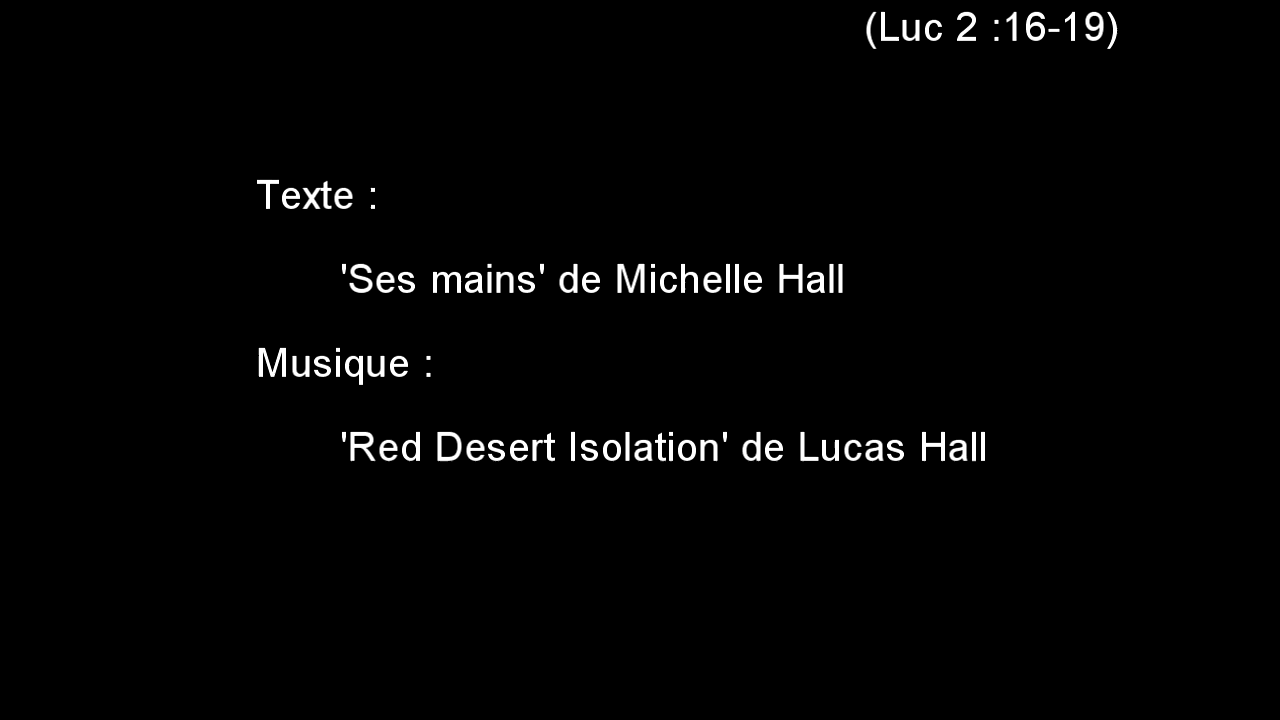 (Luc 2 :16-19)
Texte :
'Ses mains' de Michelle Hall
Musique :
'Red Desert Isolation' de Lucas Hall